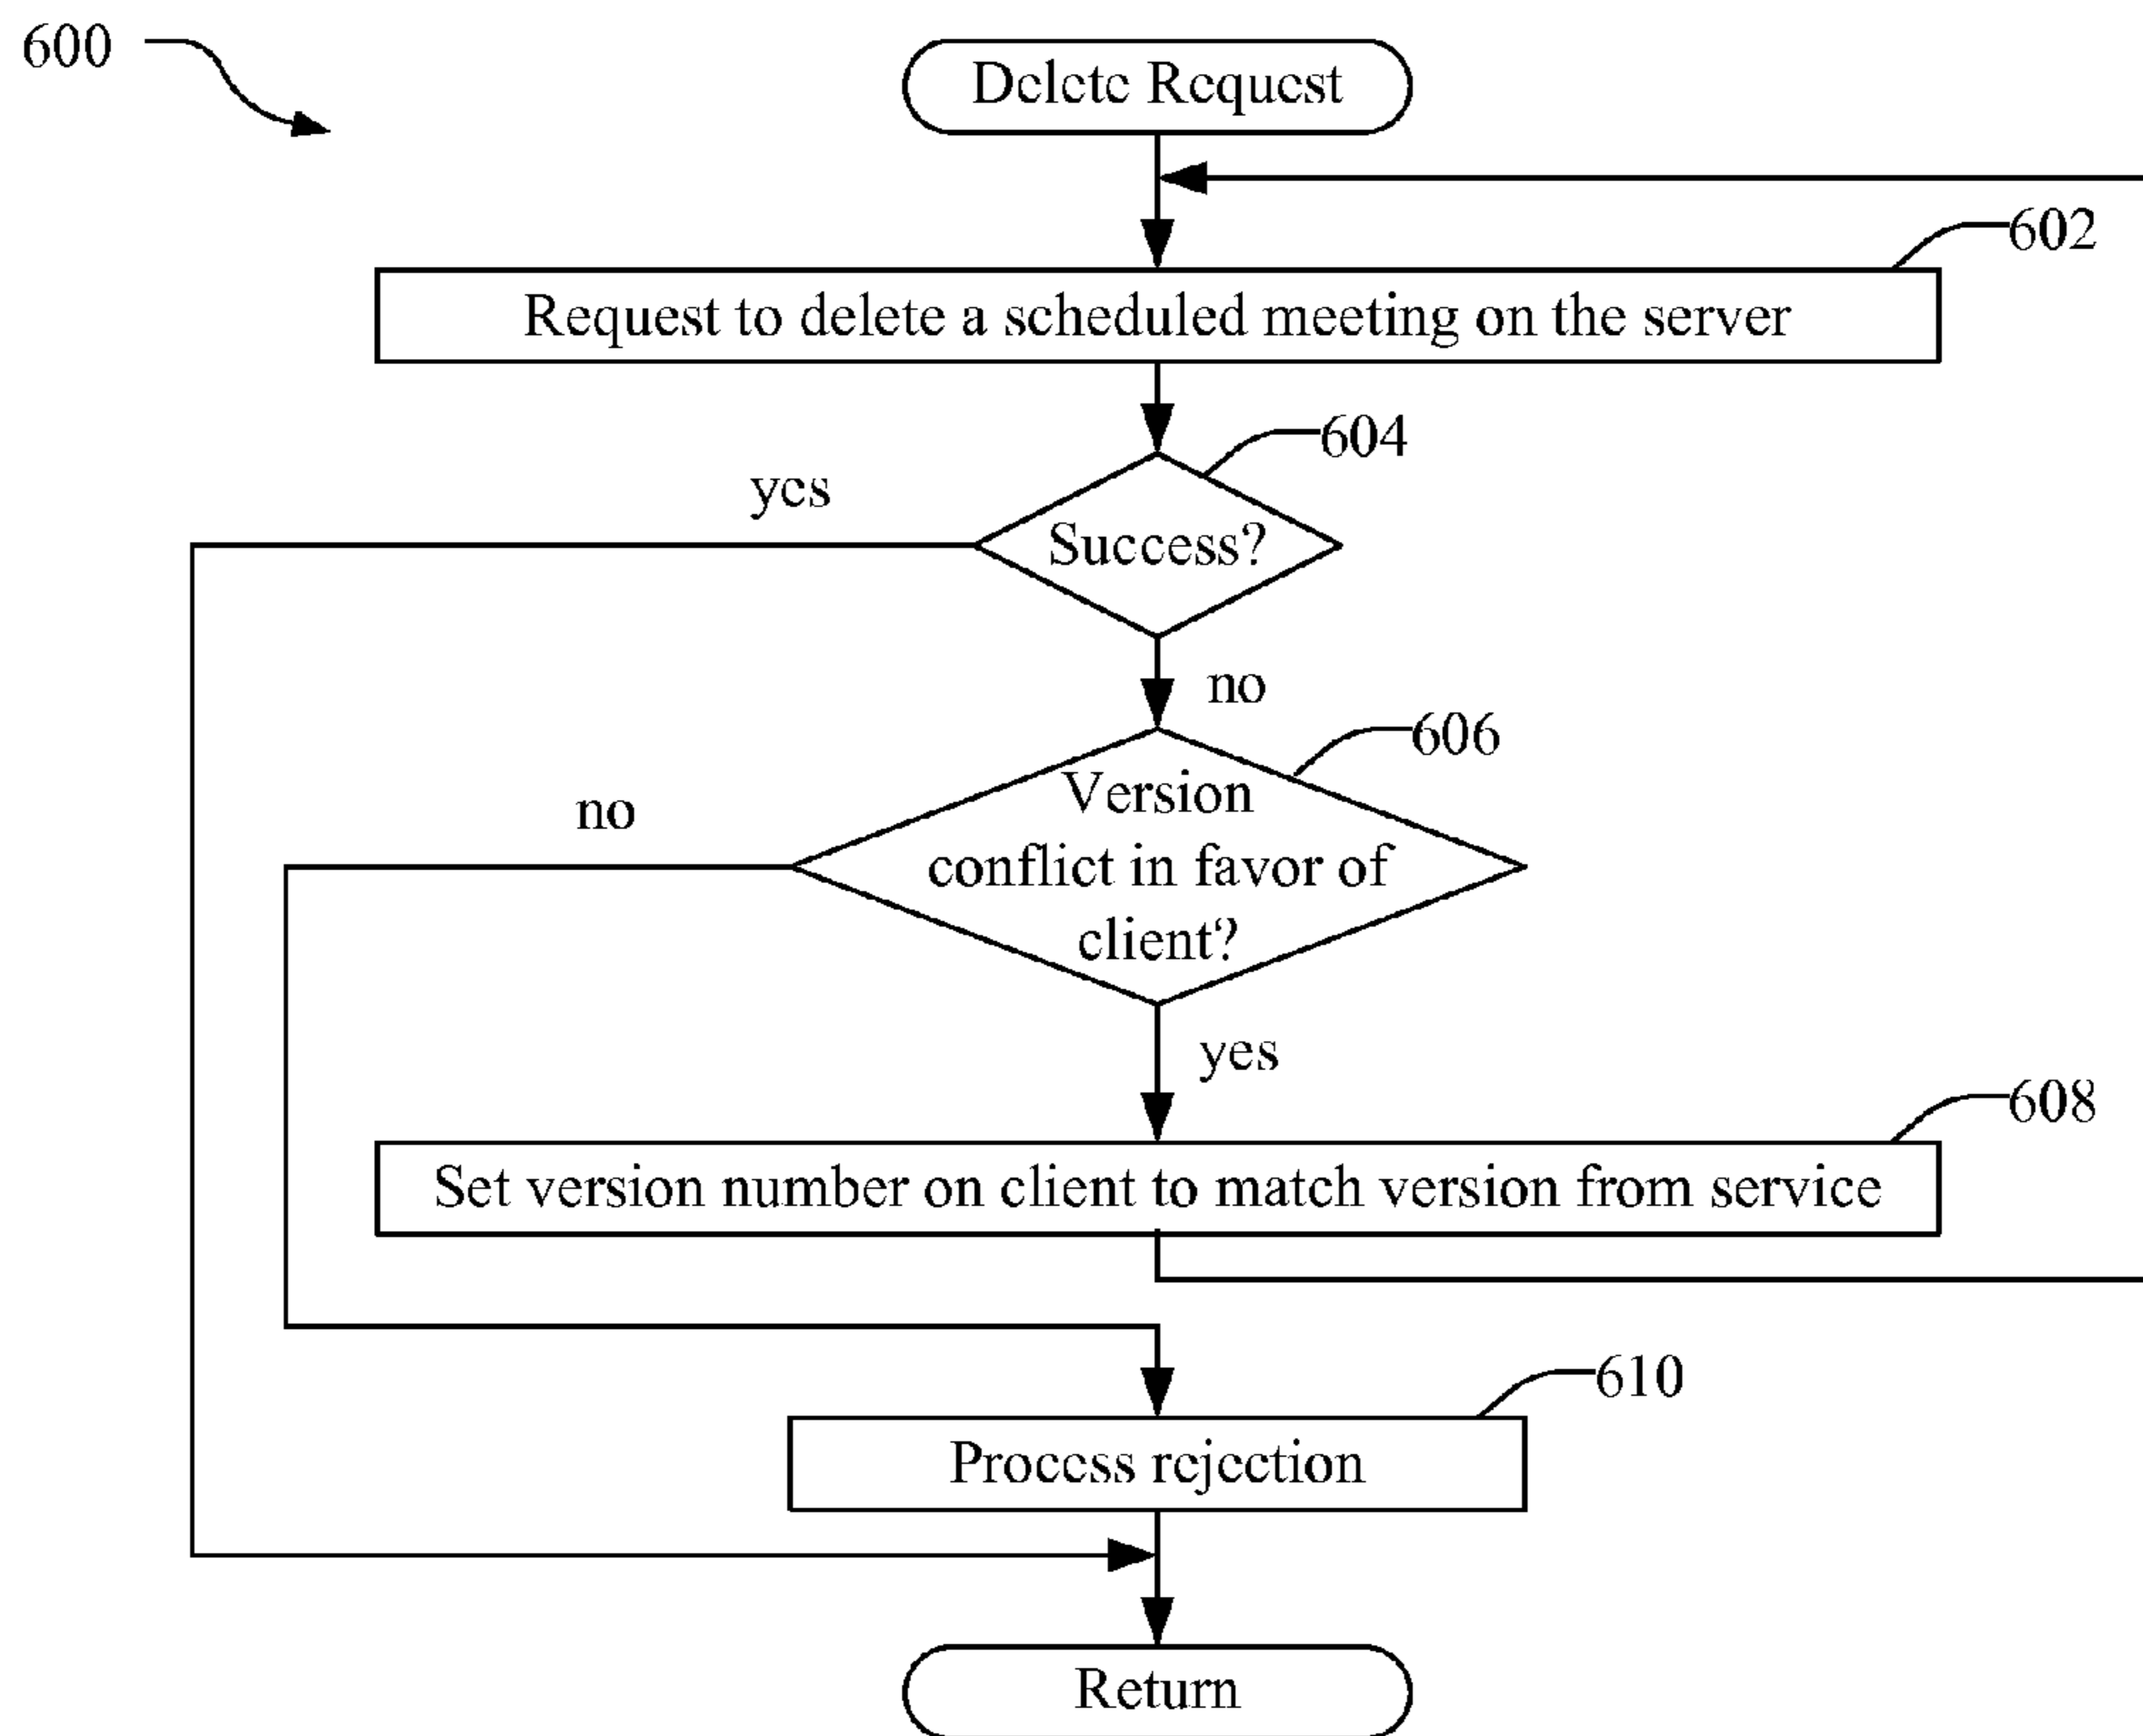 600
Delete Request
602
Request to delete a scheduled meeting on the server
604
yes
Success?
no
606
Version
no
conflict in favor of
client?
yes
608
Set version number on client to match version from service
610
Process rejection
Return